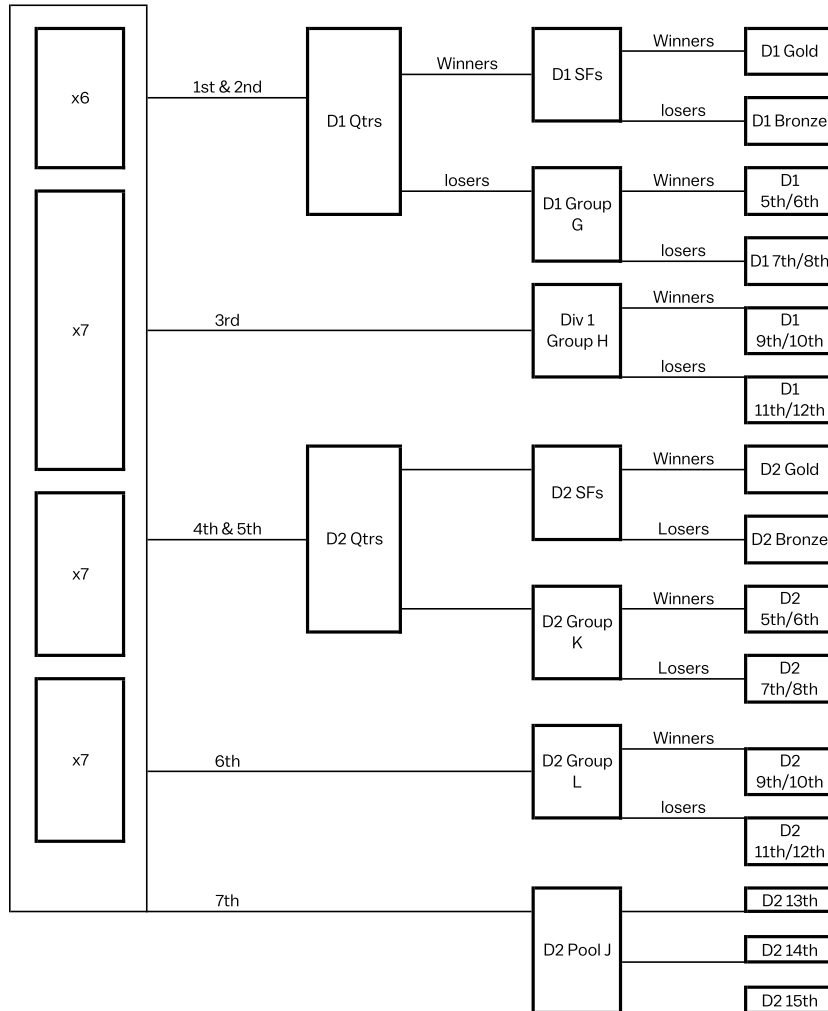 x6
x7
x7
x7
1st & 2nd
3rd
4th & 5th
6th
7th
D1 Qtrs
D2 Qtrs
Winners
losers
D1 SFs
D1 Group
G
Div 1
Group H
D2 SFs
D2 Group
K
D2 Group
L
D2 Pool J
Winners
losers
Winners
losers
Winners
losers
Winners
Losers
Winners
Losers
Winners
losers
D1 Gold
D1 Bronze
D1
5th/6th
D1 7th/8th
D1
9th/10th
D1
11th/12th
D2 Gold
D2 Bronze
D2
5th/6th
D2
7th/8th
D2
9th/10th
D2
11th/12th
D2 13th
D2 14th
D2 15th